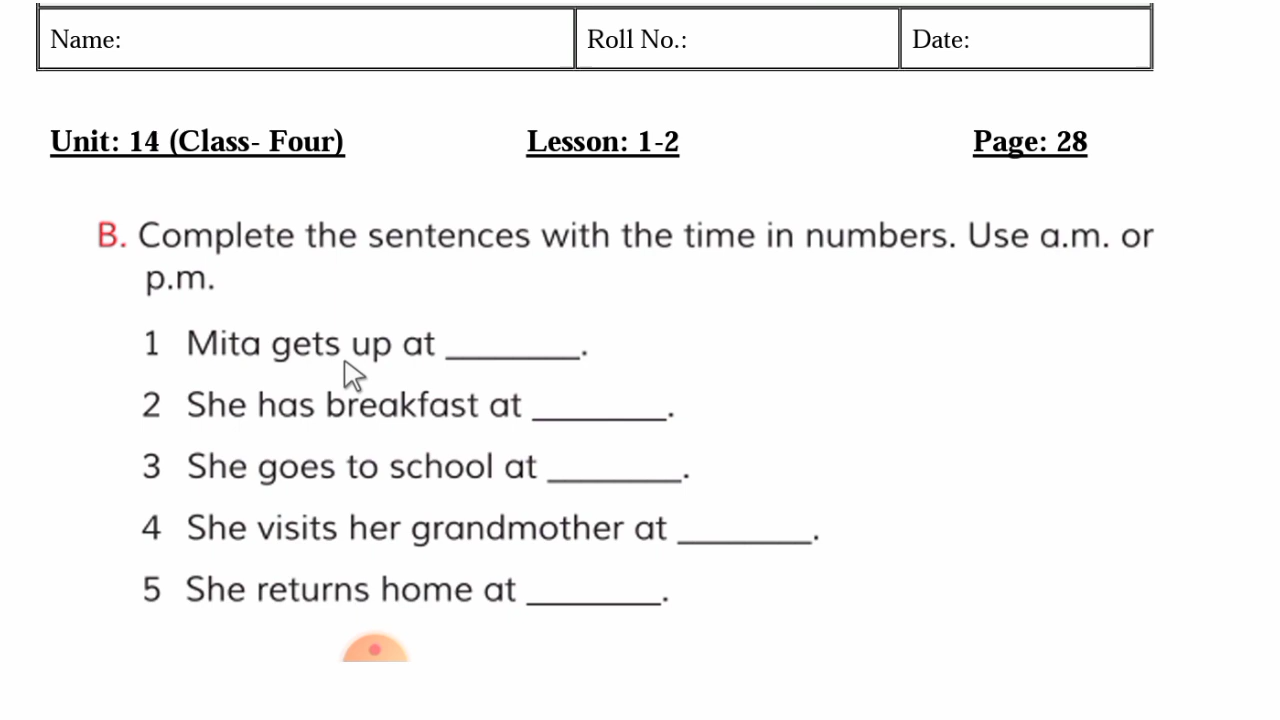 Name: Roll No.: Date:
Unit: 14 (Class- Four) Lesson: 1-2 Page: 28
B. Complete the sentences with the time in numbers. Use a.m. or
p.m.
1 Mita gets up at ________.
2 She has breakfast at ________.
3 She goes to school at ________.
4 She visits her grandmother at ________.
5 She returns home at ________.